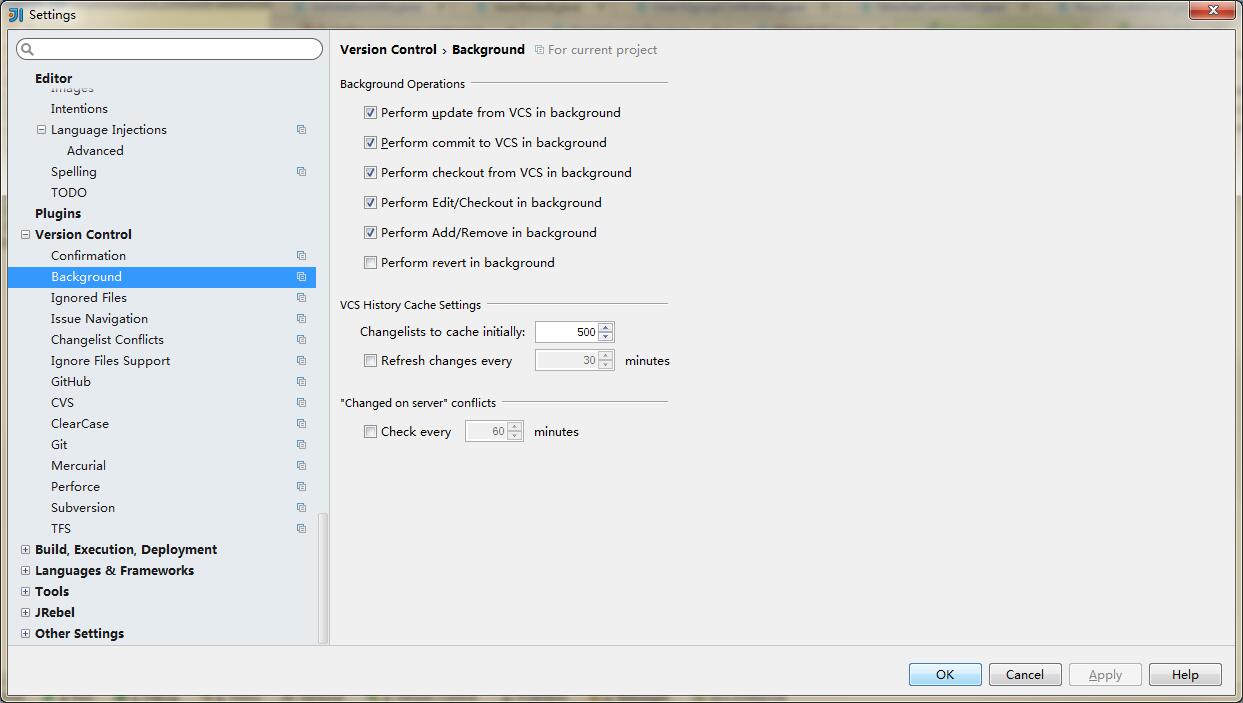 Settings
Editor
Images
Intentions
Language Injections
Advanced
Spelling
TODO
Plugins
Version Control
Confirmation
Background
Ignored Files
Issue Navigation
Changelist Conflicts
Ignore Files Support
GitHub
CVS
ClearCase
Git
Mercurial
Perforce
Subversion
TFS
Build, Execution, Deployment
Languages & Frameworks
Tools
JRebel
Other Settings
Version Control › Background For current project
Background Operations
Perform update from VCS in background
Perform commit to VCS in background
Perform checkout from VCS in background
Perform Edit/Checkout in background
Perform Add/Remove in background
Perform revert in background
VCS History Cache Settings
Changelists to cache initially: 500
Refresh changes every 30 minutes
"Changed on server" conflicts
Check every 60 minutes
OK Cancel Apply Help